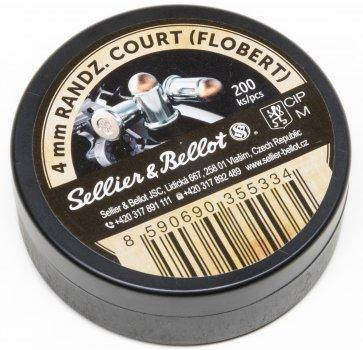 4 mm RANDZ. COURT (FLOBERT)
200
ks/pcs
CIP
M
Sellier & Bellot
Sellier & Bellot JSC, Lidická 667, 258 01 Vlašim, Czech Republic
+420 317 891 111 +420 317 892 489 www.sellier-bellot.cz
8 590690 355334